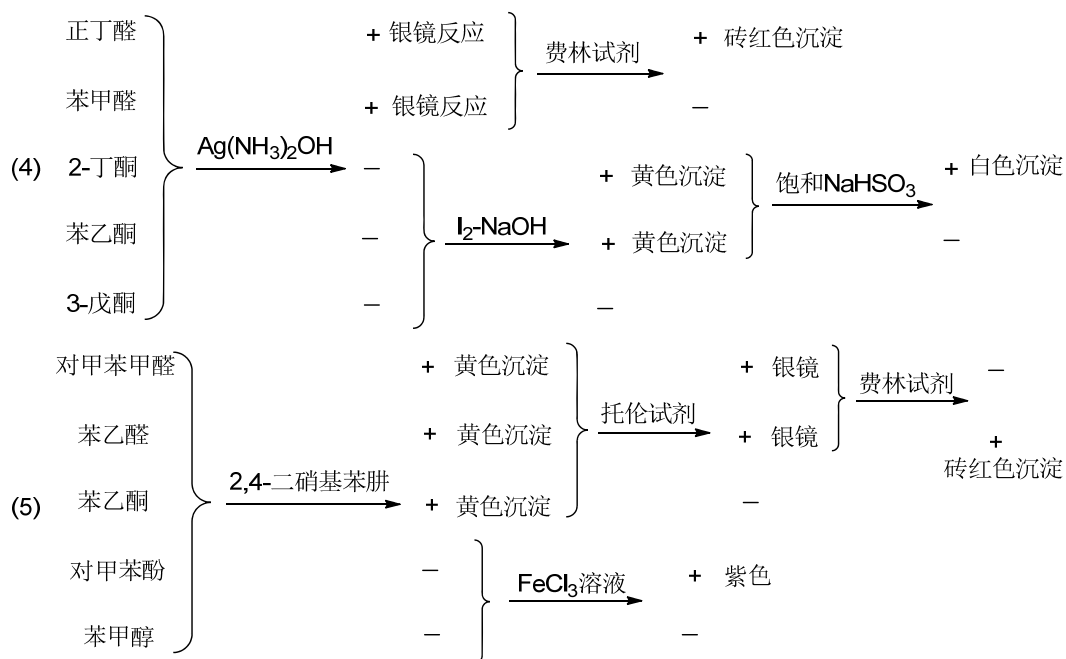 正丁醛 + 银镜反应 费林试剂 + 砖红色沉淀
苯甲醛 + 银镜反应 —
(4) 2-丁酮 Ag(NH3)2OH — + 黄色沉淀 饱和NaHSO3 + 白色沉淀
苯乙酮 — I2-NaOH + 黄色沉淀 —
3-戊酮 — —
对甲苯甲醛 + 黄色沉淀 + 银镜 费林试剂 —
苯乙醛 + 黄色沉淀 托伦试剂 + 银镜 + 砖红色沉淀
(5) 苯乙酮 2,4-二硝基苯肼 + 黄色沉淀 —
对甲苯酚 — FeCl3溶液 + 紫色
苯甲醇 — —